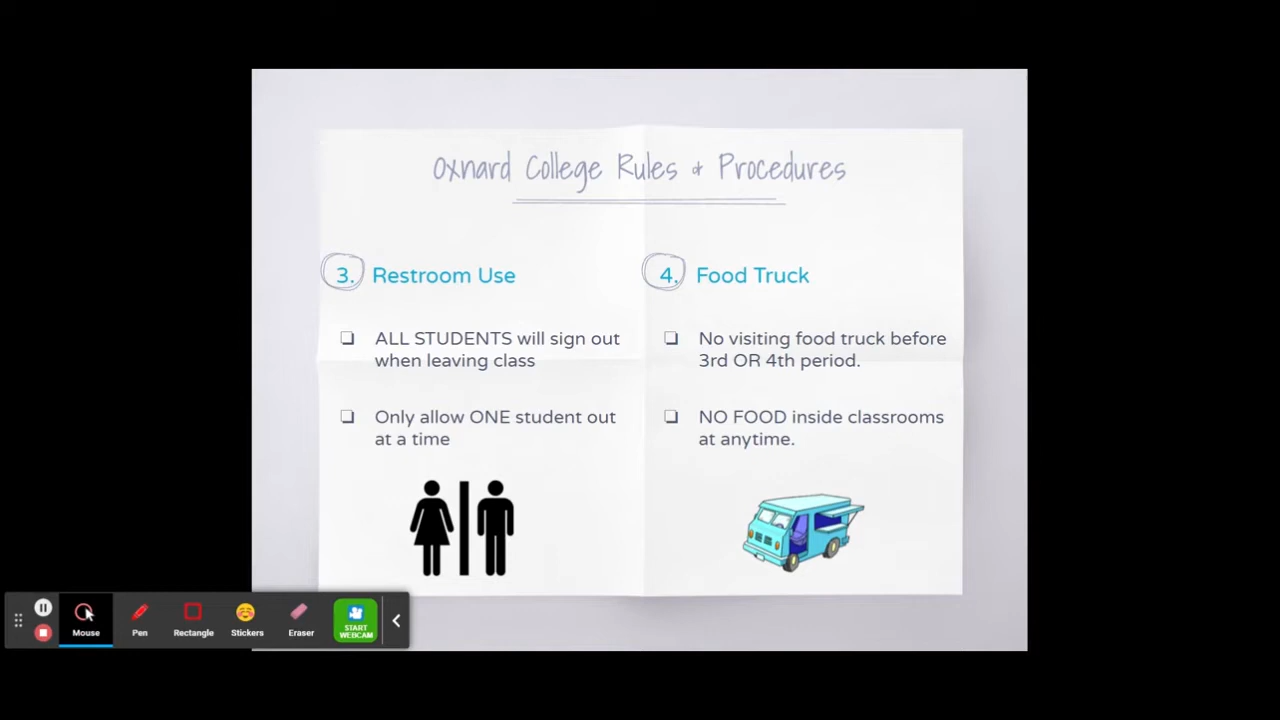 Oxnard College Rules & Procedures
3. Restroom Use
ALL STUDENTS will sign out
when leaving class
Only allow ONE student out
at a time
4. Food Truck
No visiting food truck before
3rd OR 4th period.
NO FOOD inside classrooms
at anytime.
Mouse
Pen
Rectangle
Stickers
Eraser
START
WEBCAM